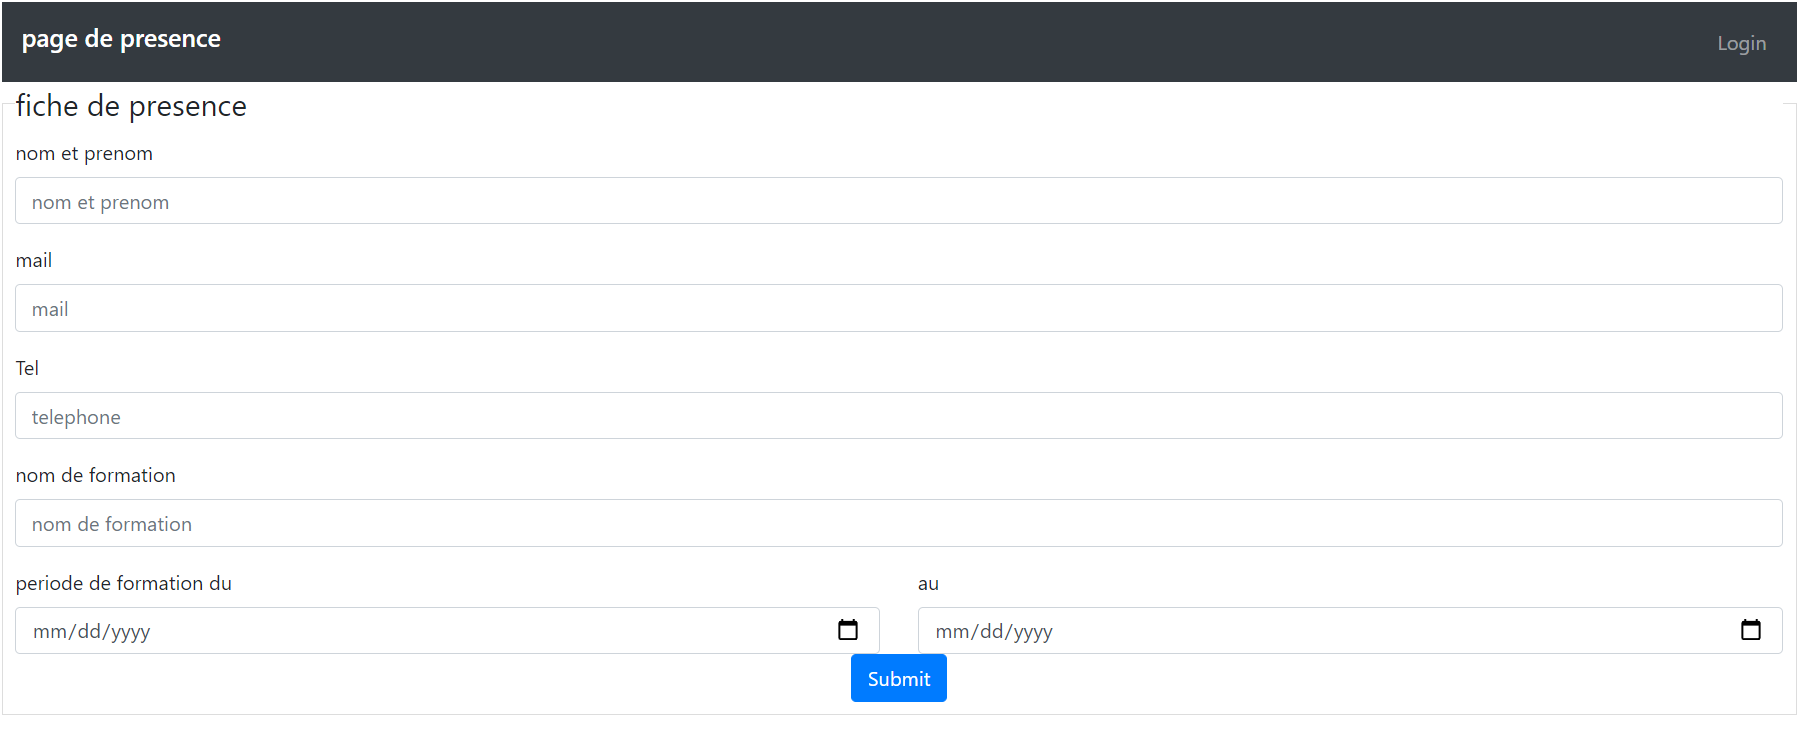 page de presence
Login
fiche de presence
nom et prenom
nom et prenom
mail
mail
Tel
telephone
nom de formation
nom de formation
periode de formation du
au
mm/dd/yyyy
mm/dd/yyyy
Submit